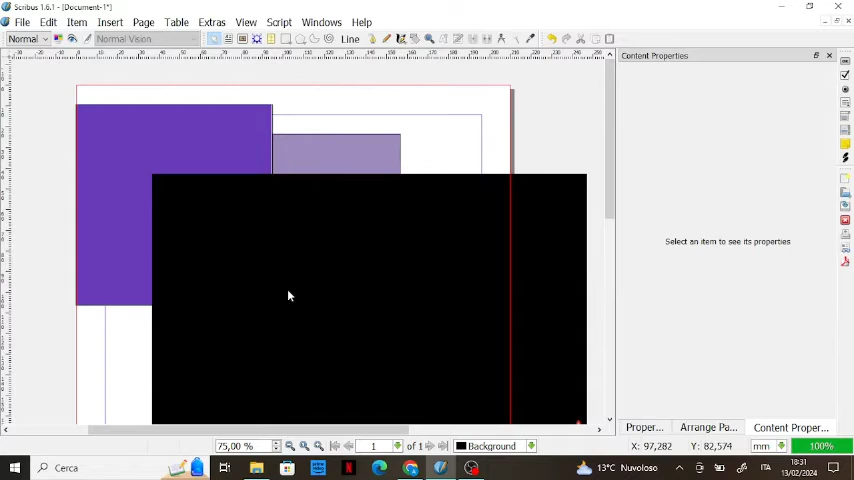 Scribus 1.6.1 - [Document-1*]
File Edit Item Insert Page Table Extras View Script Windows Help
Normal Normal Vision Line
Content Properties
Select an item to see its properties
Proper... Arrange Pa... Content Proper...
75,00 % 1 of 1 Background X: 97,282 Y: 82,574 mm 100%
Cerca 13°C Nuvoloso ITA 18:31
13/02/2024